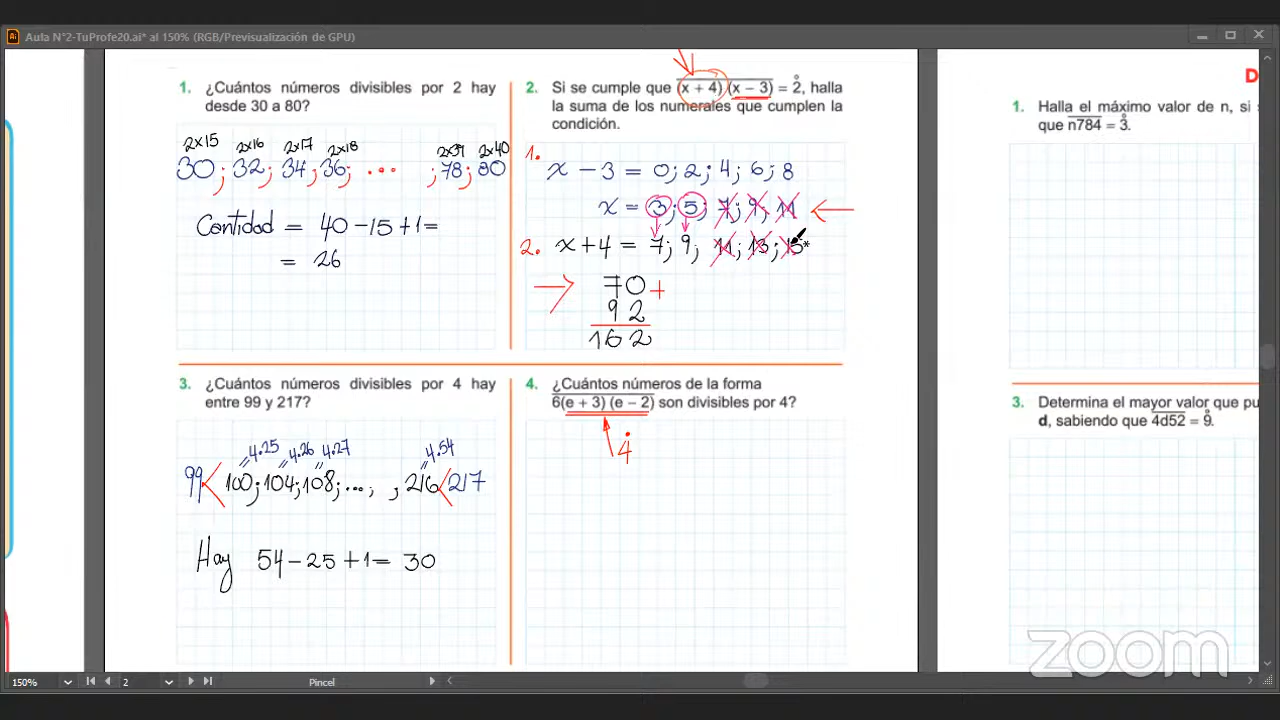 Aula N°2-TuProfe20.ai* al 150% (RGB/Previsualización de GPU)
1. ¿Cuántos números divisibles por 2 hay
desde 30 a 80?
2x15 2x16 2x17 2x18 2x39 2x40
30; 32; 34; 36; ... ; 78; 80
Cantidad = 40 - 15 + 1 =
= 26
2. Si se cumple que (x + 4) (x – 3) = 2̊, halla
la suma de los numerales que cumplen la
condición.
1. x - 3 = 0; 2; 4; 6; 8
x = 3; 5; 7; 9; 11
2. x + 4 = 7; 9; 11; 13; 15
70 +
92
162
3. ¿Cuántos números divisibles por 4 hay
entre 99 y 217?
4.25 4.26 4.27 4.54
99 < 100; 104; 108; ..., ; 216 < 217
Hay 54 - 25 + 1 = 30
4. ¿Cuántos números de la forma
6(e + 3) (e – 2) son divisibles por 4?
4̊
D
1. Halla el máximo valor de n, si
que n784 = 3̊.
3. Determina el mayor valor que
d, sabiendo que 4d52 = 9̊.
zoom
150% 2 Pincel